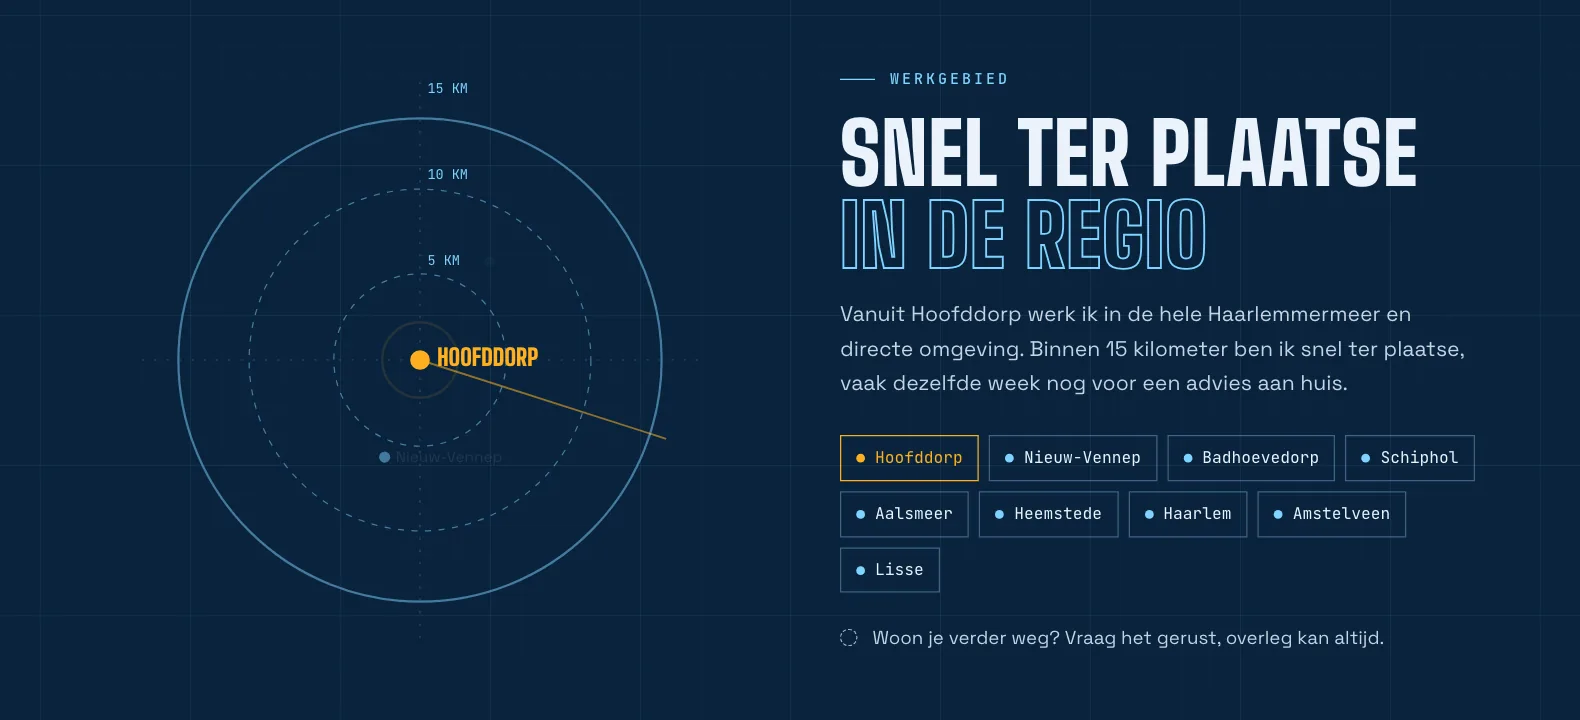 15 KM
10 KM
5 KM
HOOFDDORP
Nieuw-Vennep
WERKGEBIED
SNEL TER PLAATSE
IN DE REGIO
Vanuit Hoofddorp werk ik in de hele Haarlemmermeer en
directe omgeving. Binnen 15 kilometer ben ik snel ter plaatse,
vaak dezelfde week nog voor een advies aan huis.
Hoofddorp
Nieuw-Vennep
Badhoevedorp
Schiphol
Aalsmeer
Heemstede
Haarlem
Amstelveen
Lisse
Woon je verder weg? Vraag het gerust, overleg kan altijd.